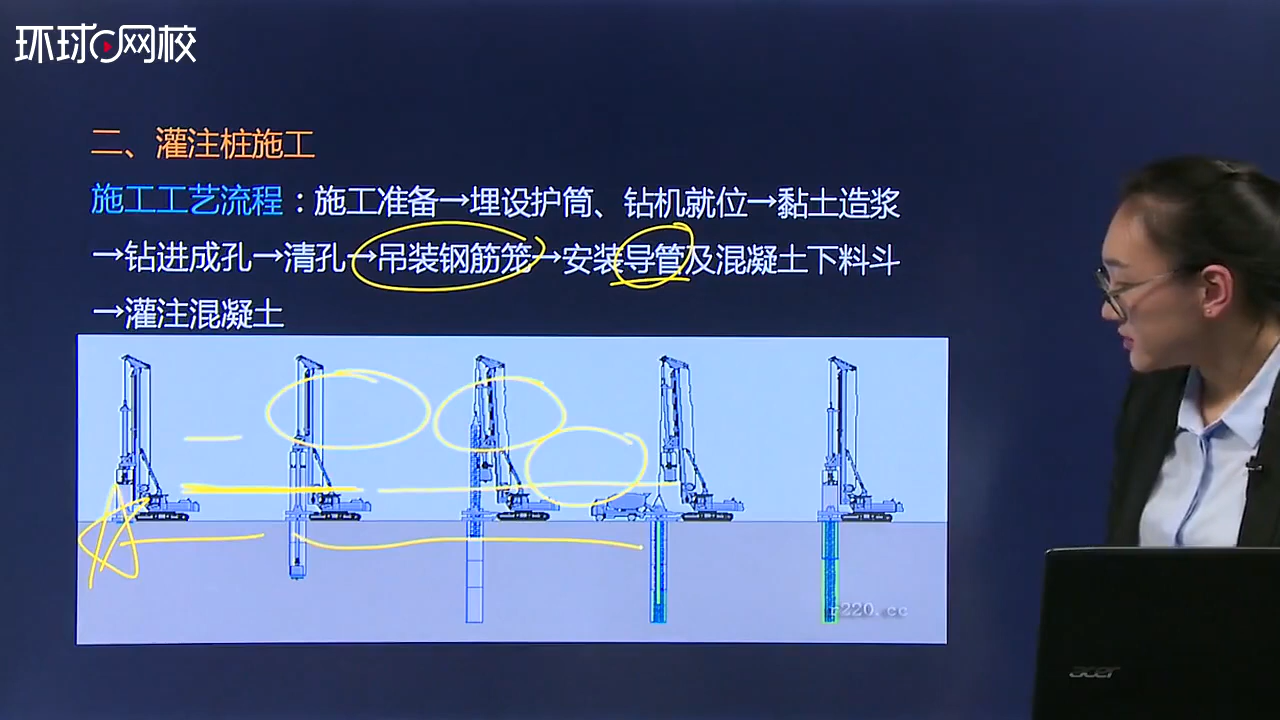 环球网校
二、灌注桩施工
施工工艺流程：施工准备→埋设护筒、钻机就位→黏土造浆
→钻进成孔→清孔→吊装钢筋笼→安装导管及混凝土下料斗
→灌注混凝土
r220.cc
acer